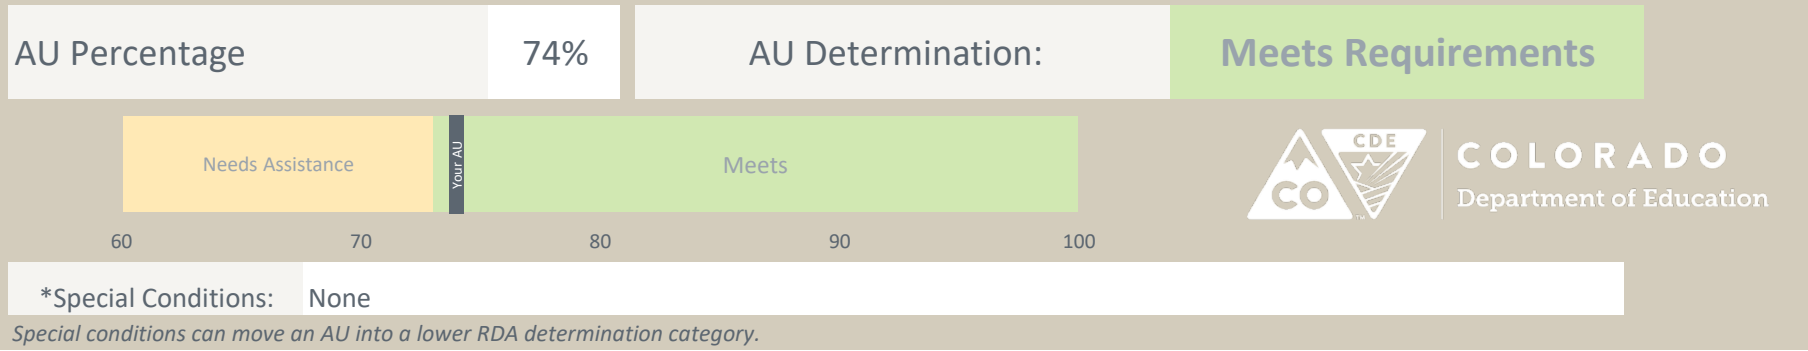 AU Percentage 74% AU Determination: Meets Requirements
Needs Assistance Your AU Meets
60 70 80 90 100
CDE
CO
TM
COLORADO
Department of Education
*Special Conditions: None
Special conditions can move an AU into a lower RDA determination category.